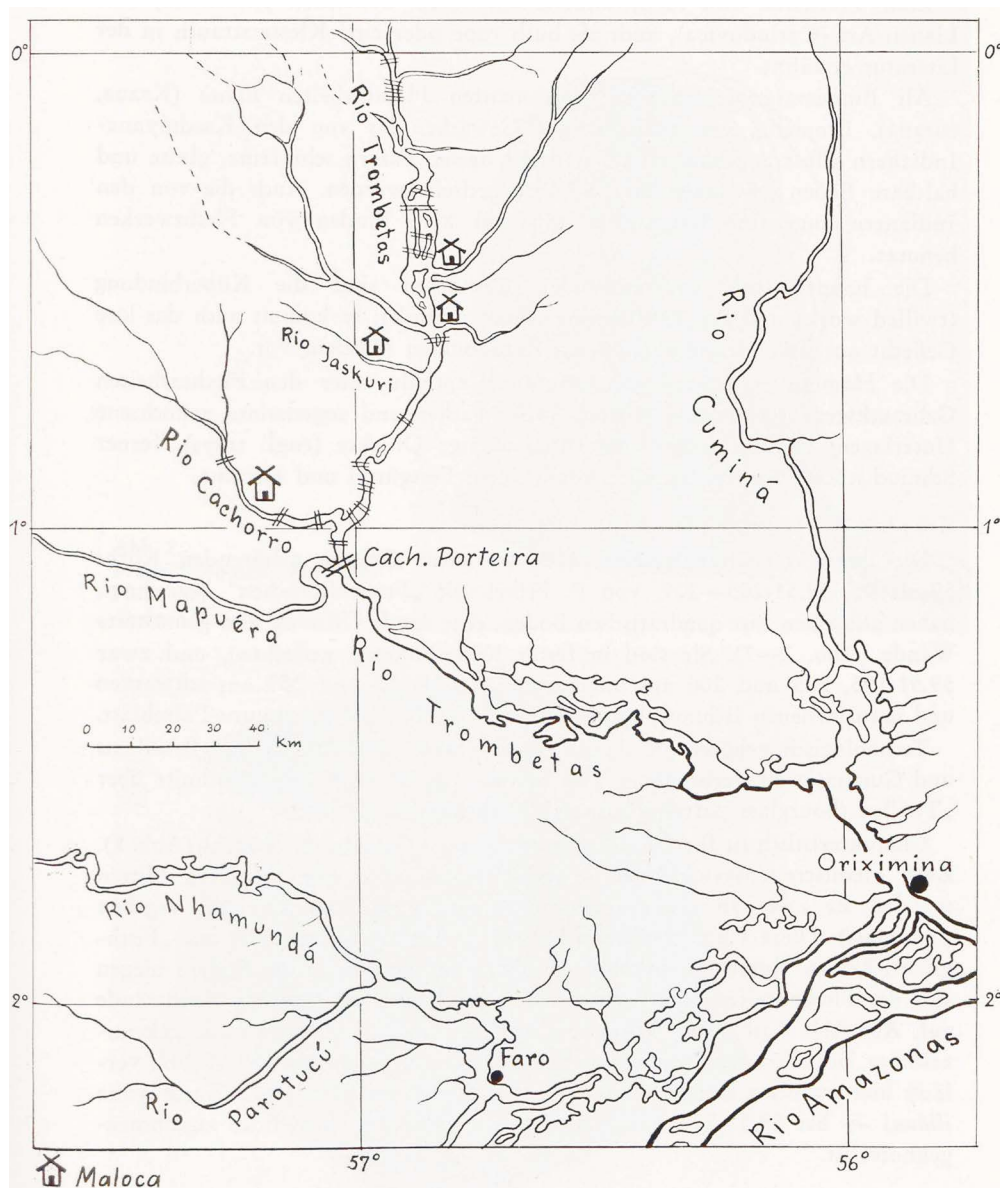 0°
0°
Rio Trombetas
Rio Jaskuri
Rio Cuminá
Rio Cachorro
1°
Cach. Porteira
Rio Mapuéra
Rio Trombetas
0 10 20 30 40 Km
Oriximina
Rio Nhamundá
2°
2°
Faro
Rio Paratucú
Rio Amazonas
57°
56°
Maloca
1°